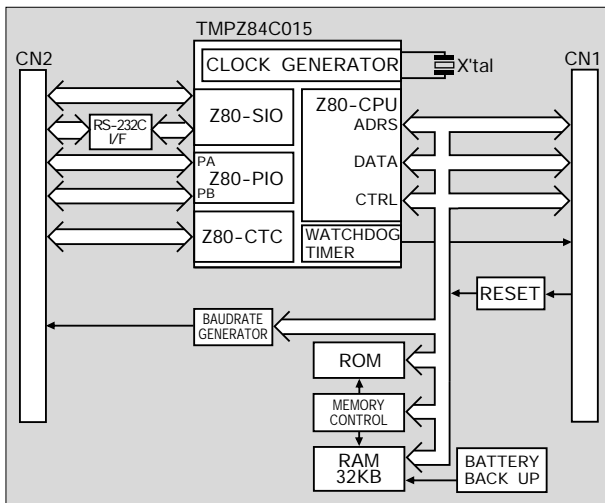 TMPZ84C015
CN2
CN1
CLOCK GENERATOR
X'tal
Z80-SIO
Z80-CPU
ADRS
RS-232C
I/F
PA
Z80-PIO
PB
DATA
CTRL
Z80-CTC
WATCHDOG
TIMER
RESET
BAUDRATE
GENERATOR
ROM
MEMORY
CONTROL
RAM
32KB
BATTERY
BACK UP